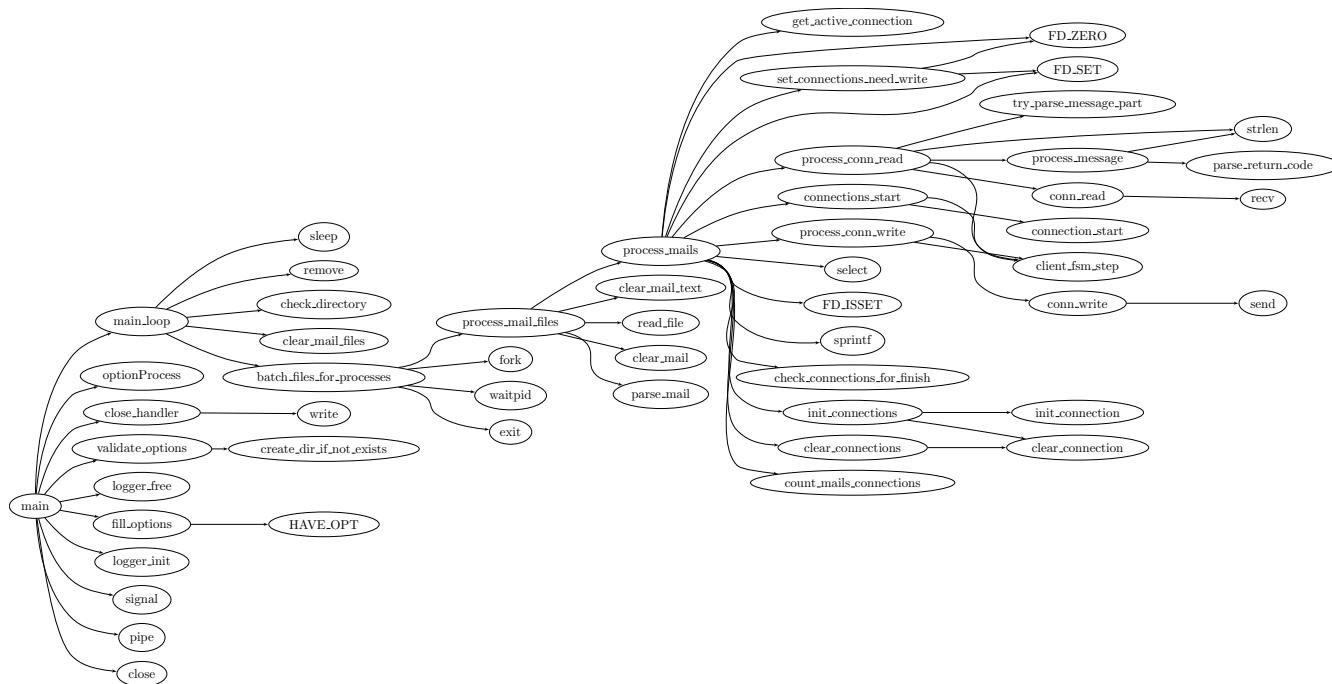 get_active_connection
FD_ZERO
FD_SET
set_connections_need_write
try_parse_message_part
strlen
process_conn_read
process_message
parse_return_code
connections_start
conn_read
recv
sleep
process_conn_write
connection_start
process_mails
remove
select
client_fsm_step
clear_mail_text
check_directory
FD_ISSET
conn_write
send
main_loop
process_mail_files
read_file
clear_mail_files
sprintf
fork
clear_mail
optionProcess
batch_files_for_processes
check_connections_for_finish
waitpid
parse_mail
close_handler
write
init_connections
init_connection
exit
validate_options
create_dir_if_not_exists
clear_connections
clear_connection
logger_free
count_mails_connections
main
fill_options
HAVE_OPT
logger_init
signal
pipe
close